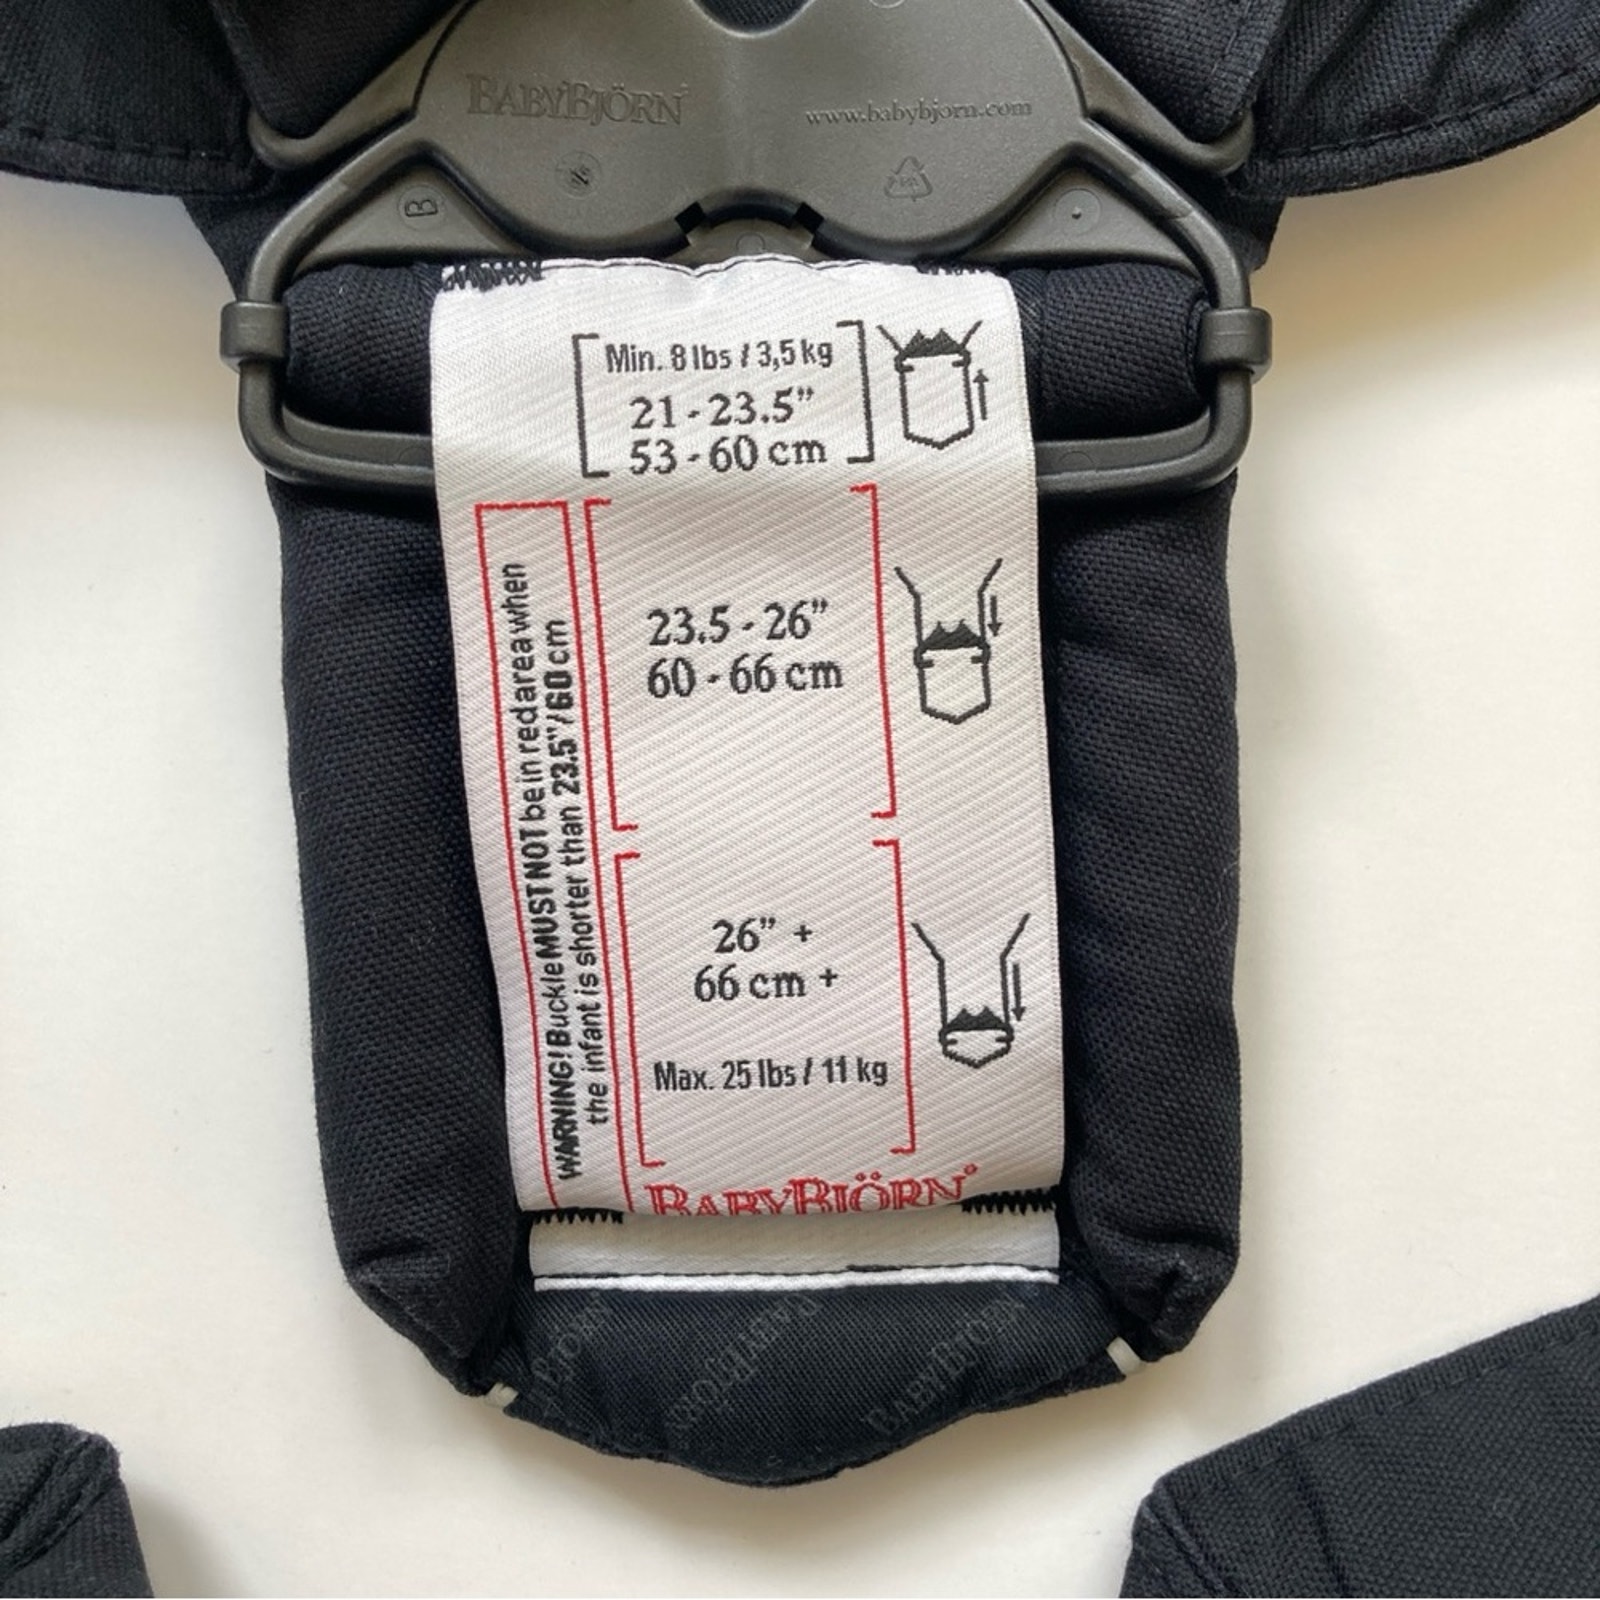 BABYBJÖRN
www.babybjorn.com
B
Min. 8 lbs / 3,5 kg
21 - 23.5”
53 - 60 cm
23.5 - 26”
60 - 66 cm
26” +
66 cm +
Max. 25 lbs / 11 kg
WARNING! Buckle MUST NOT be in red area when
the infant is shorter than 23.5”/60 cm
BABYBJÖRN
BABYBJÖRN
BABYBJÖRN